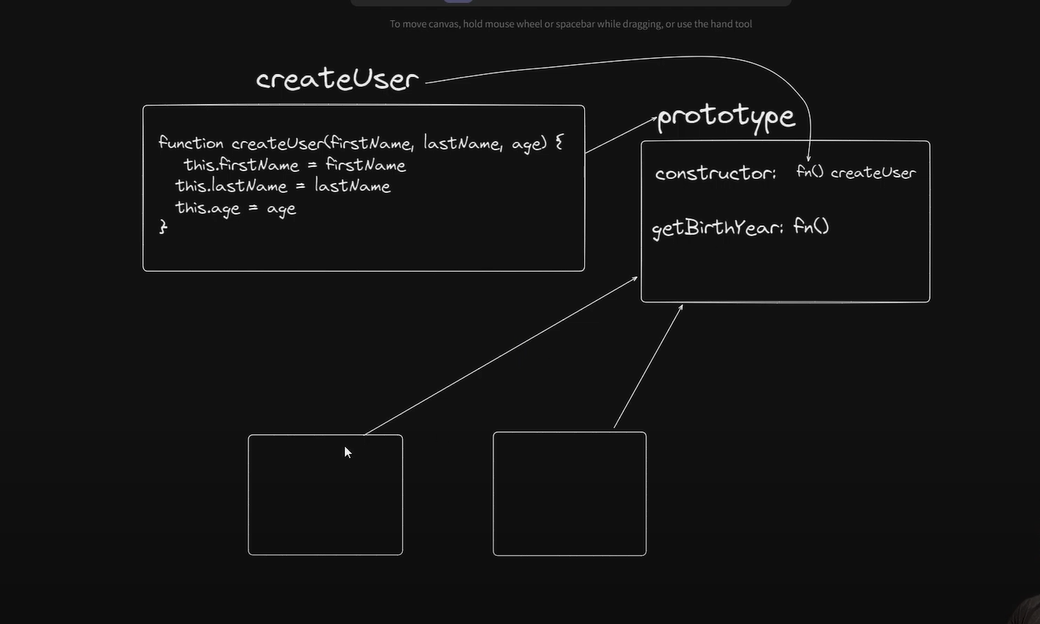 To move canvas, hold mouse wheel or spacebar while dragging, or use the hand tool
createUser
function createUser(firstName, lastName, age) {
this.firstName = firstName
this.lastName = lastName
this.age = age
}
prototype
constructor: fn() createUser
getBirthYear: fn()